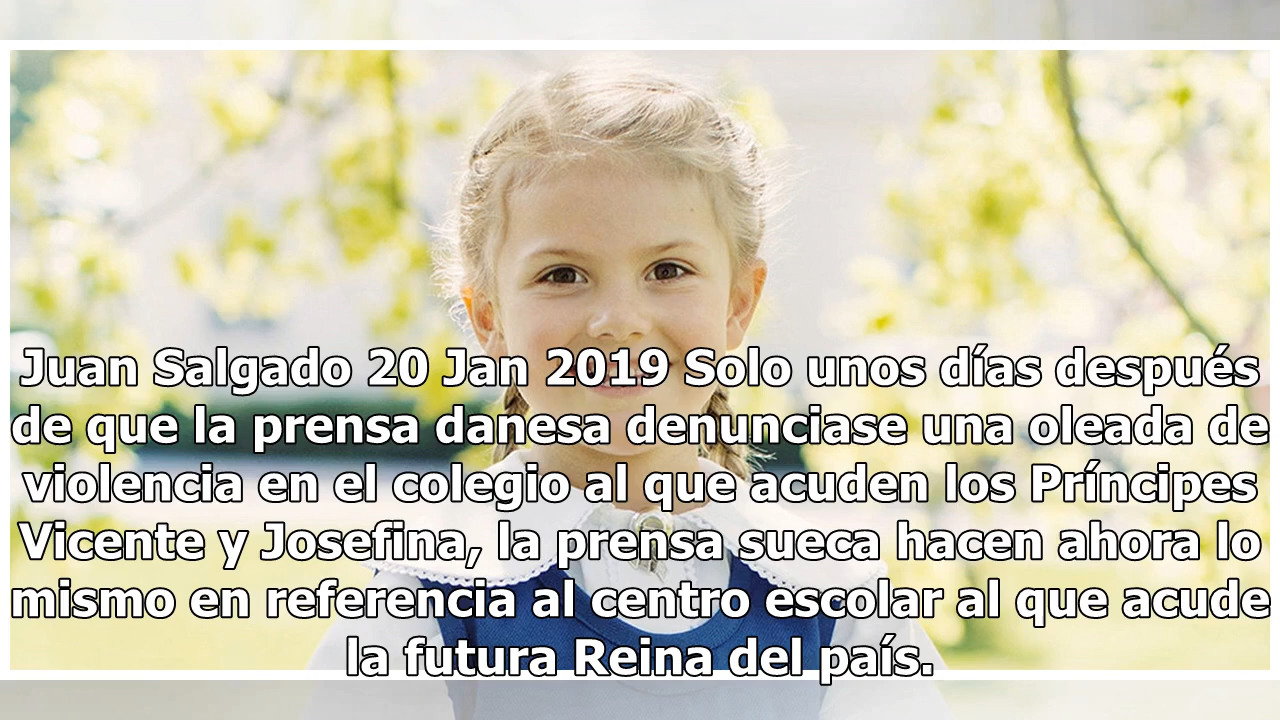 Juan Salgado 20 Jan 2019 Solo unos días después
de que la prensa danesa denunciase una oleada de
violencia en el colegio al que acuden los Príncipes
Vicente y Josefina, la prensa sueca hacen ahora lo
mismo en referencia al centro escolar al que acude
la futura Reina del país.